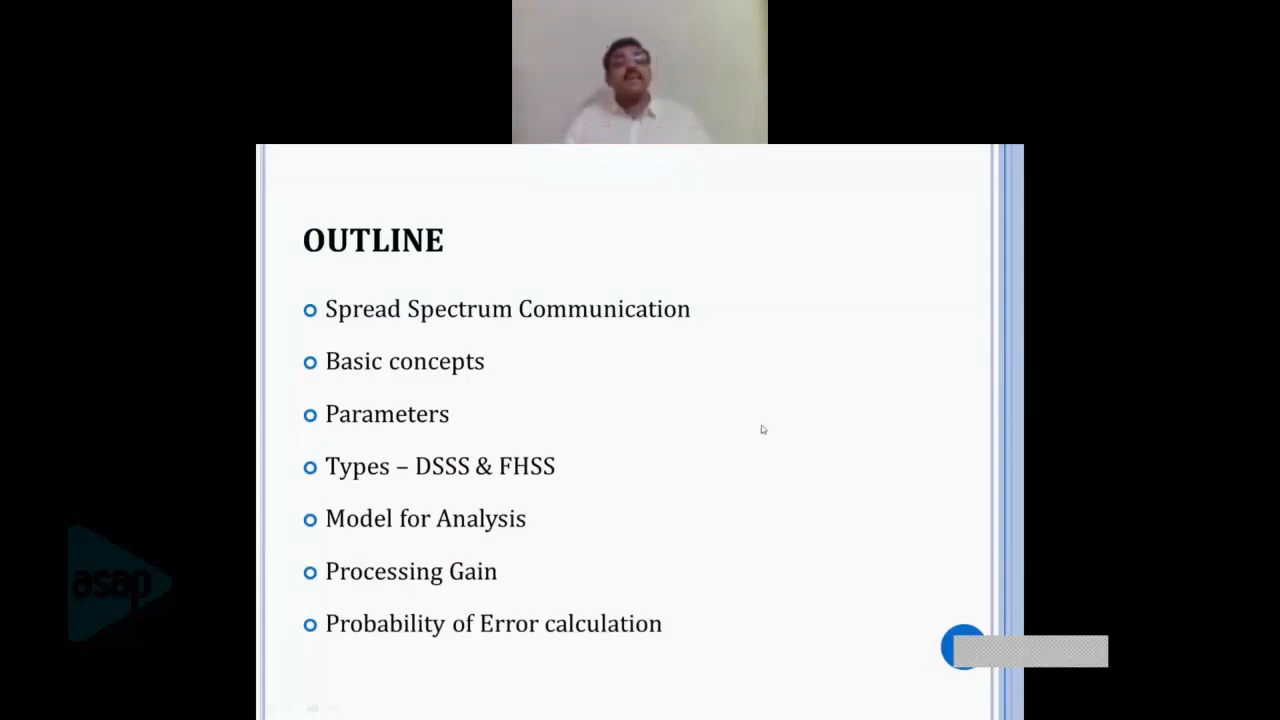 OUTLINE
Spread Spectrum Communication
Basic concepts
Parameters
Types – DSSS & FHSS
Model for Analysis
Processing Gain
Probability of Error calculation
asap